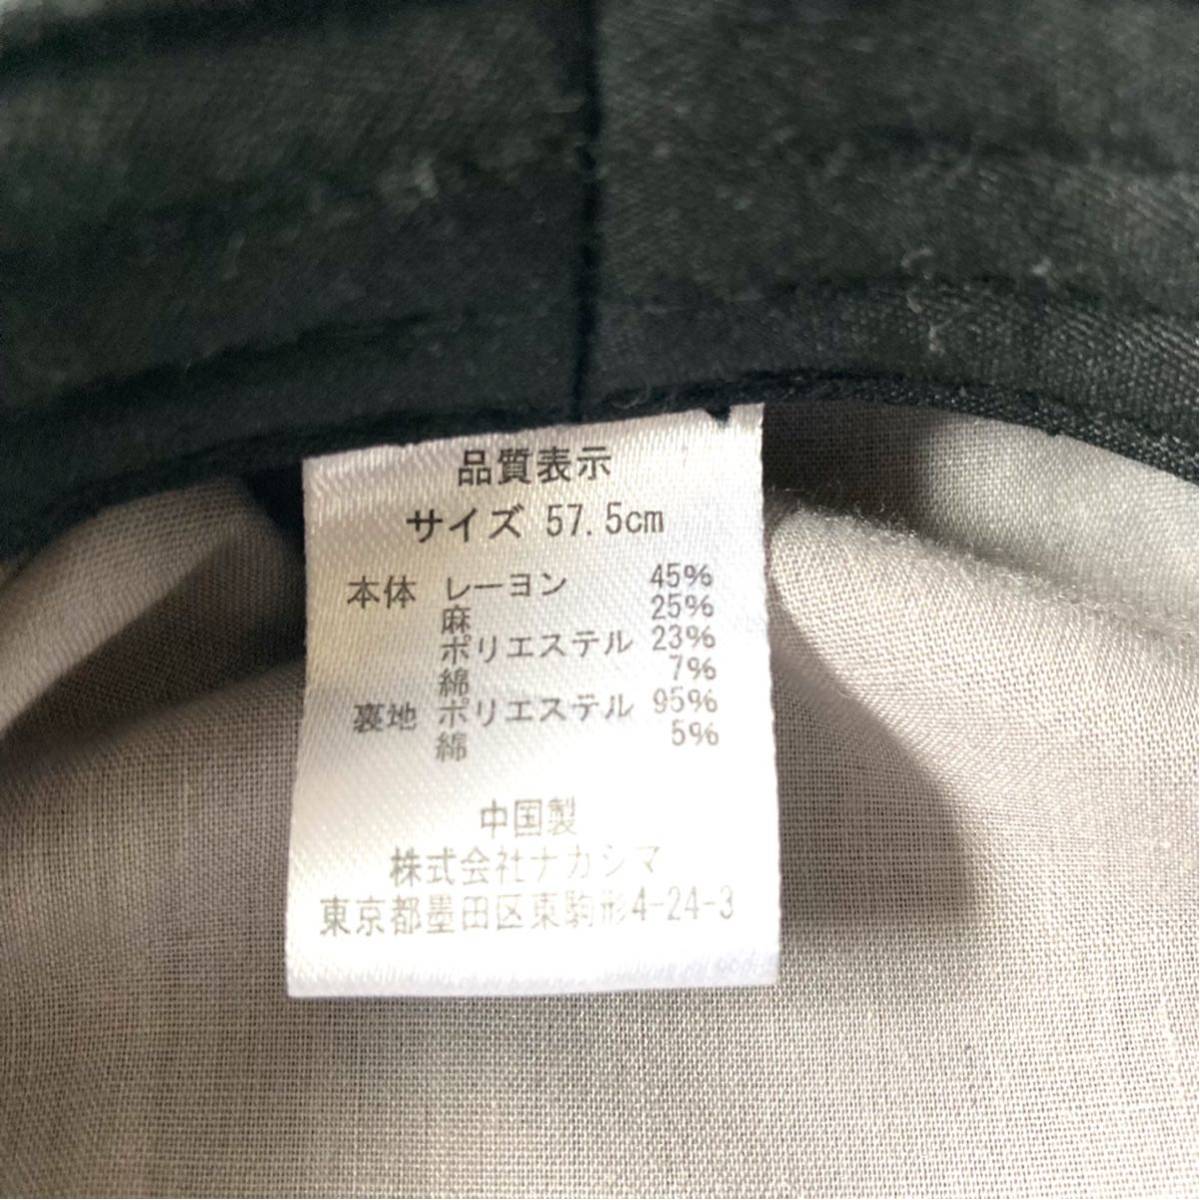 品質表示
サイズ 57.5cm
本体 レーヨン 45%
麻 25%
ポリエステル 23%
綿 7%
裏地 ポリエステル 95%
綿 5%
中国製
株式会社ナカシマ
東京都墨田区東駒形4-24-3